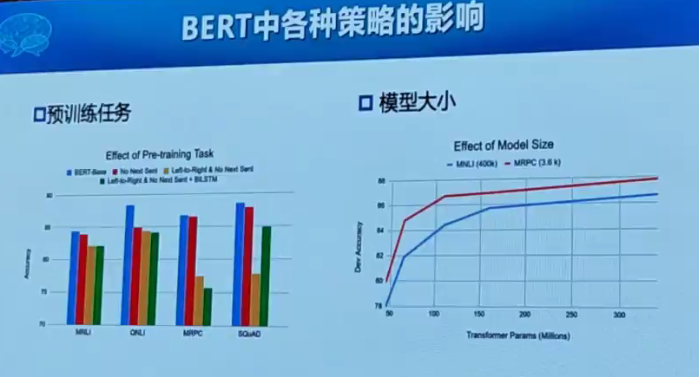 BERT中各种策略的影响
预训练任务
Effect of Pre-training Task
BERT-Base No Next Sent Left-to-Right & No Next Sent
Left-to-Right & No Next Sent + BiLSTM
90
85
80
75
70
Accuracy
MNLI QNLI MRPC SQuAD
模型大小
Effect of Model Size
MNLI (400k) MRPC (3.6 k)
88
86
84
82
80
78
Dev Accuracy
50 100 150 200 250 300
Transformer Params (Millions)